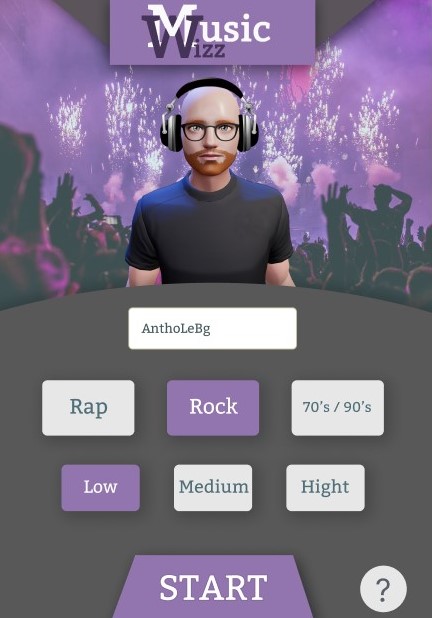 Music
Wizz
AnthoLeBg
Rap
Rock
70's / 90's
Low
Medium
Hight
START
?